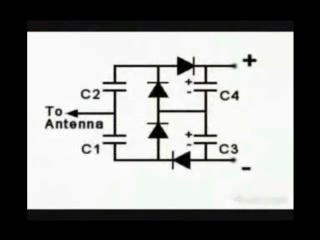 +
+
-
C2
C4
To
Antenna
+
-
C1
C3
-